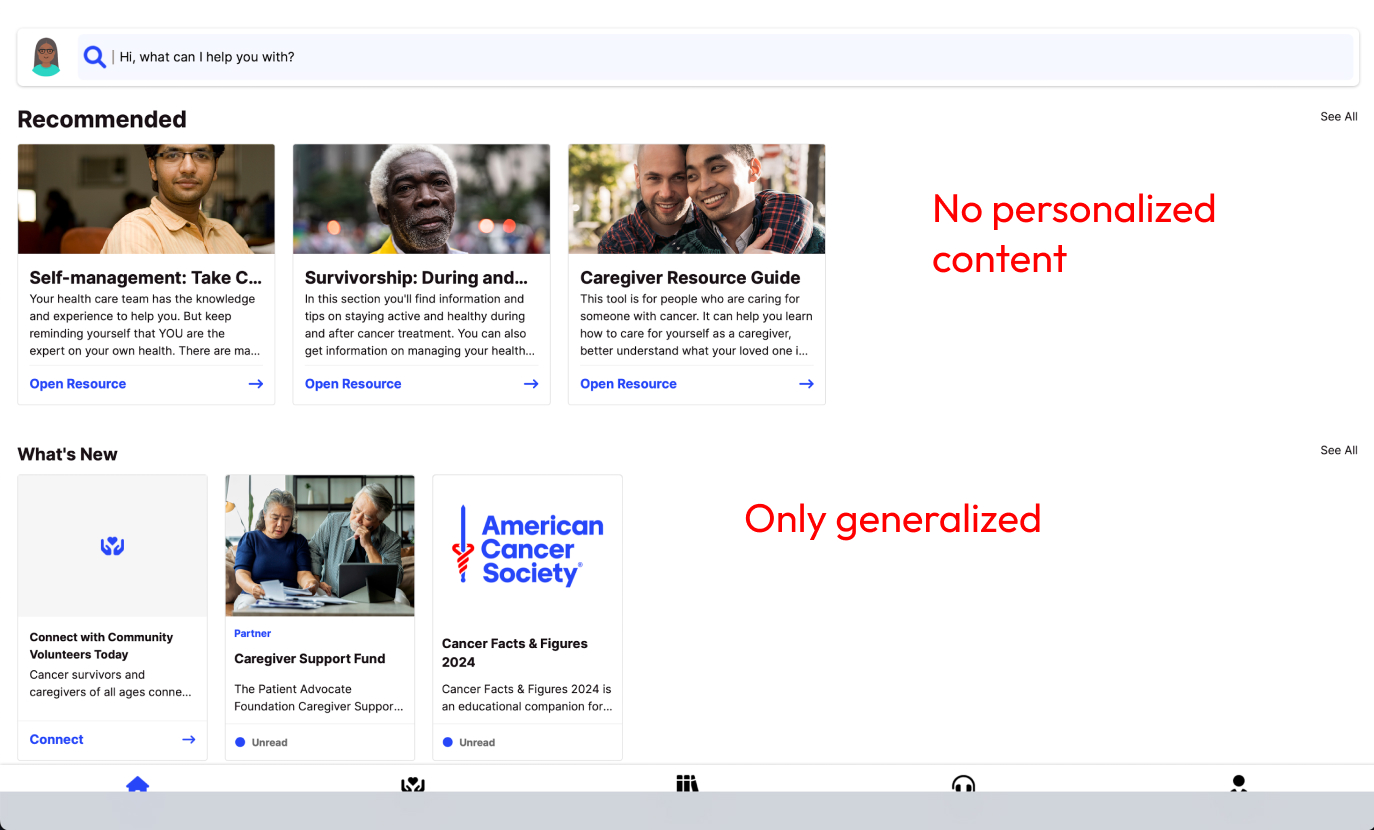 Hi, what can I help you with?
Recommended
See All
No personalized
content
Self-management: Take C...
Your health care team has the knowledge
and experience to help you. But keep
reminding yourself that YOU are the
expert on your own health. There are ma...
Open Resource
Survivorship: During and...
In this section you'll find information and
tips on staying active and healthy during
and after cancer treatment. You can also
get information on managing your health...
Open Resource
Caregiver Resource Guide
This tool is for people who are caring for
someone with cancer. It can help you learn
how to care for yourself as a caregiver,
better understand what your loved one i...
Open Resource
What's New
See All
Only generalized
Connect with Community
Volunteers Today
Cancer survivors and
caregivers of all ages conne...
Connect
Partner
Caregiver Support Fund
The Patient Advocate
Foundation Caregiver Suppor...
Unread
American
Cancer
Society®
Cancer Facts & Figures
2024
Cancer Facts & Figures 2024 is
an educational companion for...
Unread